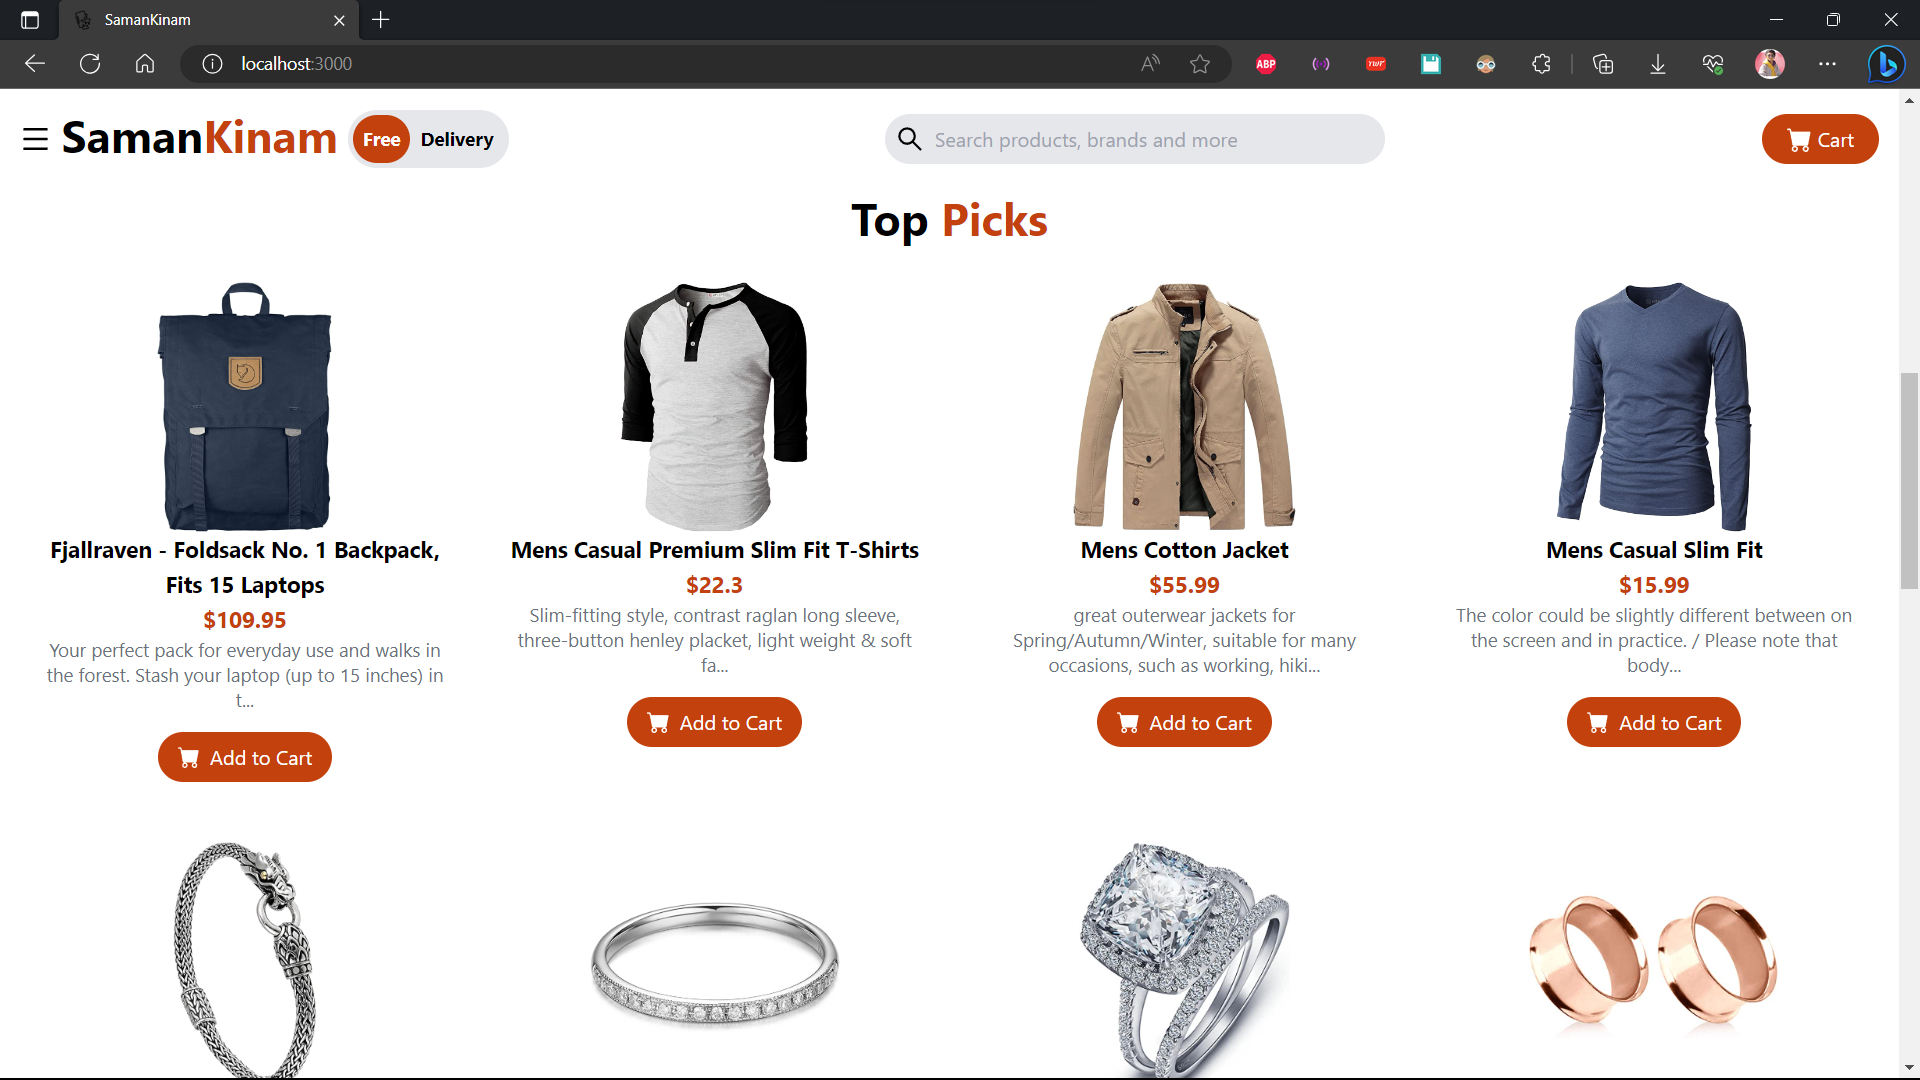 SamanKinam
localhost:3000
ABP
SamanKinam Free Delivery
Search products, brands and more
Cart
Top Picks
Fjallraven - Foldsack No. 1 Backpack,
Fits 15 Laptops
$109.95
Your perfect pack for everyday use and walks in
the forest. Stash your laptop (up to 15 inches) in
t...
Add to Cart
Mens Casual Premium Slim Fit T-Shirts
$22.3
Slim-fitting style, contrast raglan long sleeve,
three-button henley placket, light weight & soft
fa...
Add to Cart
Mens Cotton Jacket
$55.99
great outerwear jackets for
Spring/Autumn/Winter, suitable for many
occasions, such as working, hiki...
Add to Cart
Mens Casual Slim Fit
$15.99
The color could be slightly different between on
the screen and in practice. / Please note that
body...
Add to Cart